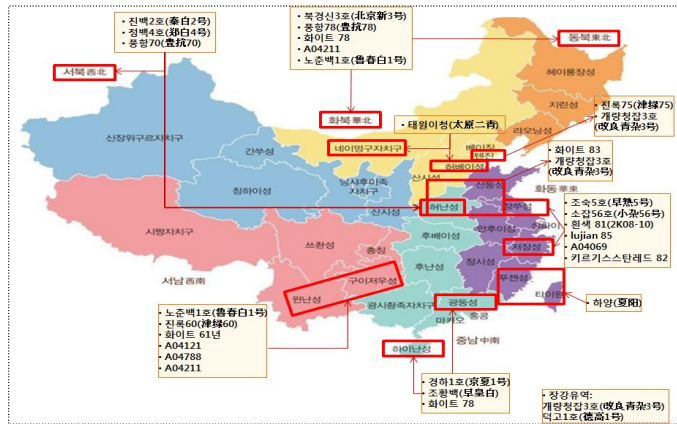 • 진백2호(秦白2号)
• 정백4호(郑白4号)
• 풍항70(豊抗70)
• 북경신3호(北京新3号)
• 풍항78(豊抗78)
• 화이트 78
• A04211
• 노춘백1호(鲁春白1号)
동북東北
서북 西北
화북 華北
헤이룽장성
지린성
랴오닝성
• 진록75(津绿75)
• 개량청잡3호
(改良青杂3号)
• 태원이청(太原二青)
신장위구르자치구
간쑤성
네이멍구자치구
베이징
톈진
허베이성
• 화이트 83
• 개량청잡3호
(改良青杂3号)
화동 華東
칭하이성
닝샤후이족
자치구
산시성
산둥성
산시성
허난성
장쑤성
• 조숙5호(早熟5号)
• 소잡56호(小杂56号)
• 흰색 81(2K08-10)
• lujian 85
• A04069
• 키르기스스탄레드 82
시짱자치구
쓰촨성
충칭
후베이성
안후이성
상하이
저장성
서남 西南
구이저우성
후난성
장시성
푸젠성
윈난성
광시장족자치구
광둥성
타이완
홍콩
마카오
• 하양(夏阳)
중남 中南
하이난성
• 노춘백1호(鲁春白1号)
• 진록60(津绿60)
• 화이트 61년
• A04121
• A04788
• A04211
• 경하1호(京夏1号)
• 조황백(早皇白)
• 화이트 78
• 장강유역:
개량청잡3호(改良青杂3号)
덕고1호(德高1号)